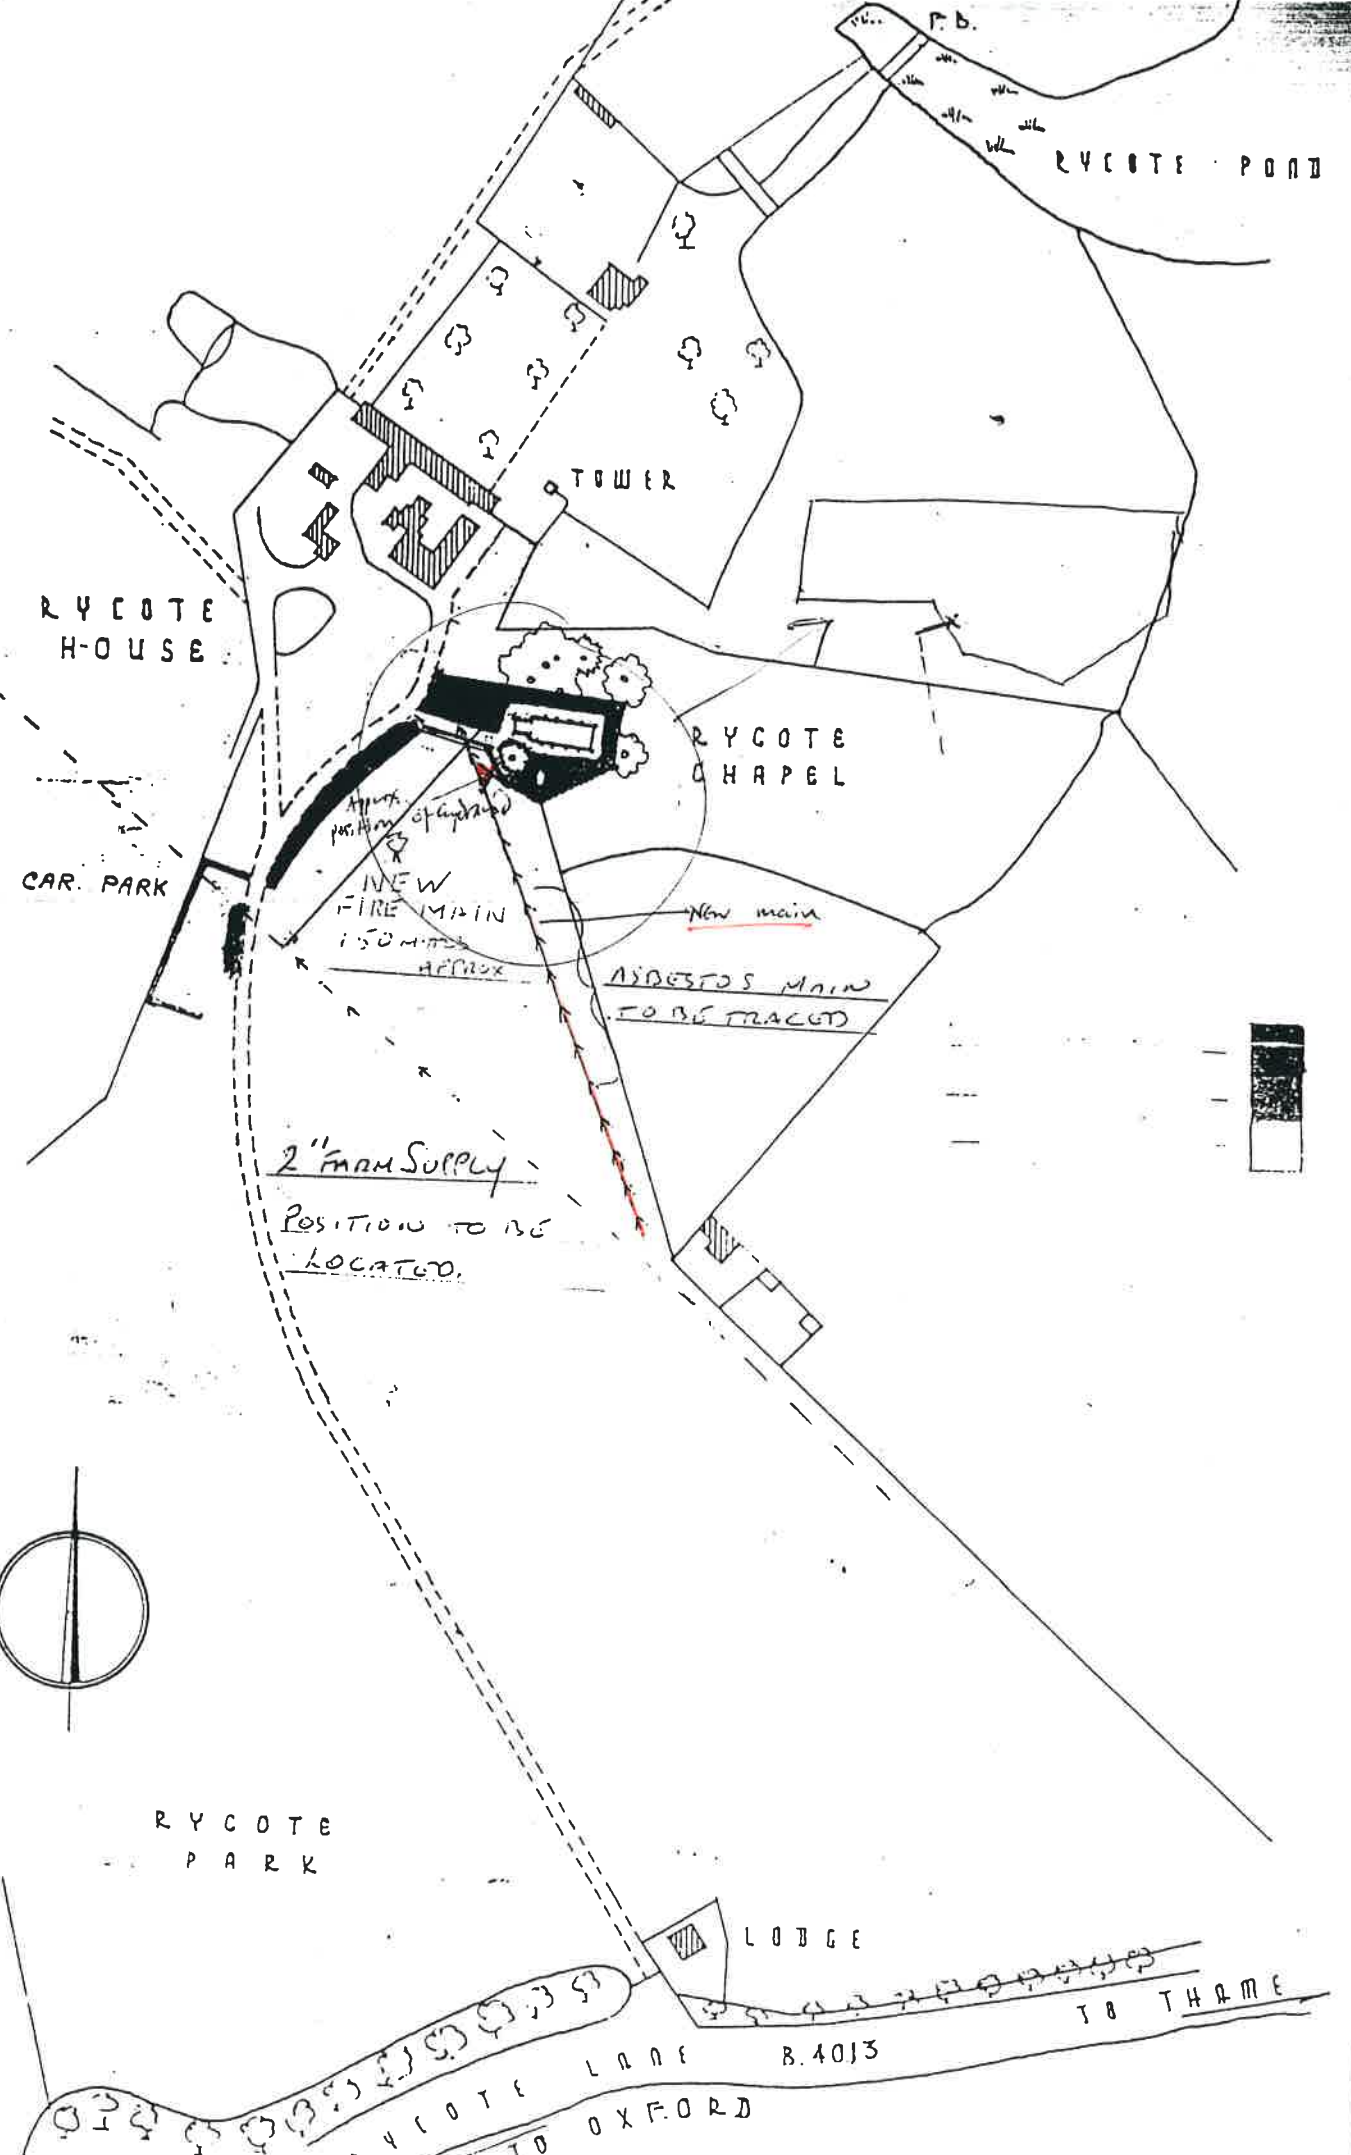 F.B.
RYCOTE POND
TOWER
RYCOTE
HOUSE
RYCOTE
CHAPEL
Approx.
position of hydrant
CAR. PARK
NEW
FIRE MAIN
150 M
APPROX
New main
ASBESTOS MAIN
TO BE TRACED
2" FARM SUPPLY
POSITION TO BE
LOCATED.
RYCOTE
PARK
LODGE
TO THAME
B.4013
YCOTE LANE
TO OXFORD